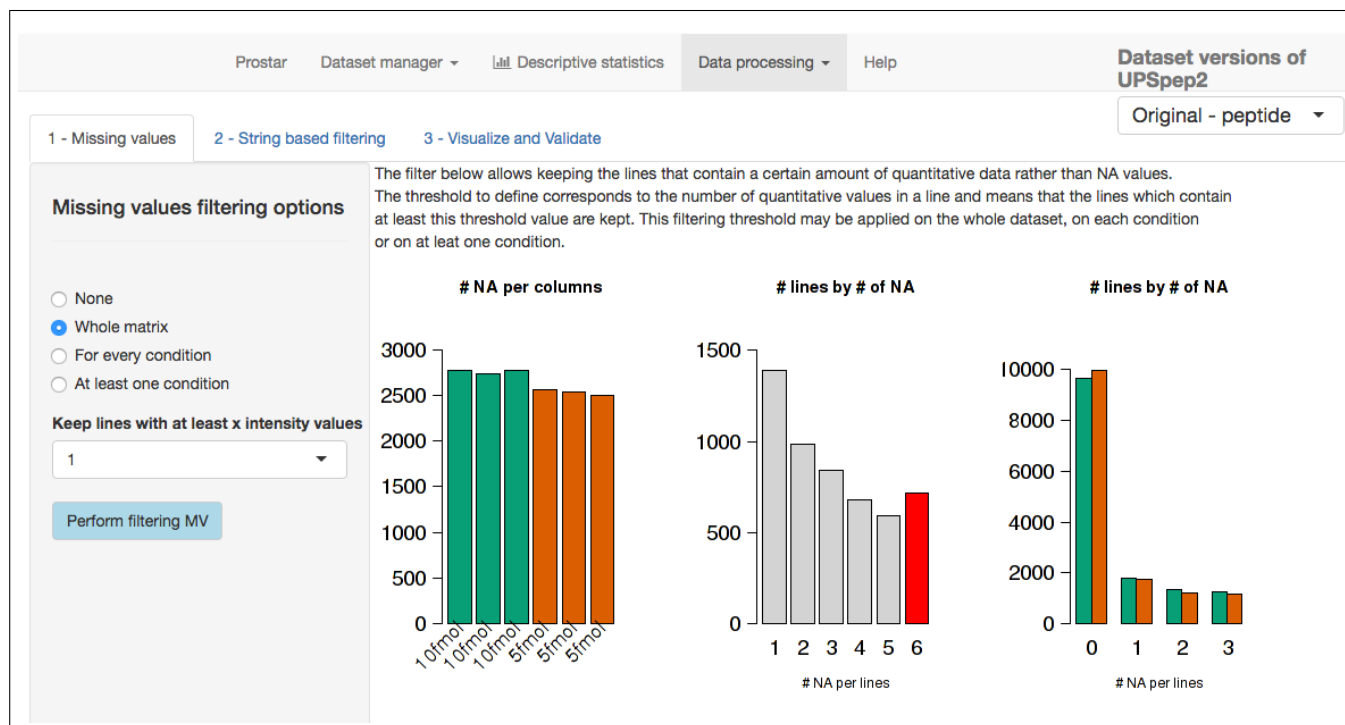 Prostar Dataset manager Descriptive statistics Data processing Help
Dataset versions of
UPSpep2
Original - peptide
1 - Missing values 2 - String based filtering 3 - Visualize and Validate
Missing values filtering options
None
Whole matrix
For every condition
At least one condition
Keep lines with at least x intensity values
1
Perform filtering MV
The filter below allows keeping the lines that contain a certain amount of quantitative data rather than NA values.
The threshold to define corresponds to the number of quantitative values in a line and means that the lines which contain
at least this threshold value are kept. This filtering threshold may be applied on the whole dataset, on each condition
or on at leat one condition.
# NA per columns
3000
2500
2000
1500
1000
500
0
10fmol 10fmol 10fmol 5fmol 5fmol 5fmol
# lines by # of NA
1500
1000
500
0
1 2 3 4 5 6
# NA per lines
# lines by # of NA
10000
8000
6000
4000
2000
0
0 1 2 3
# NA per lines